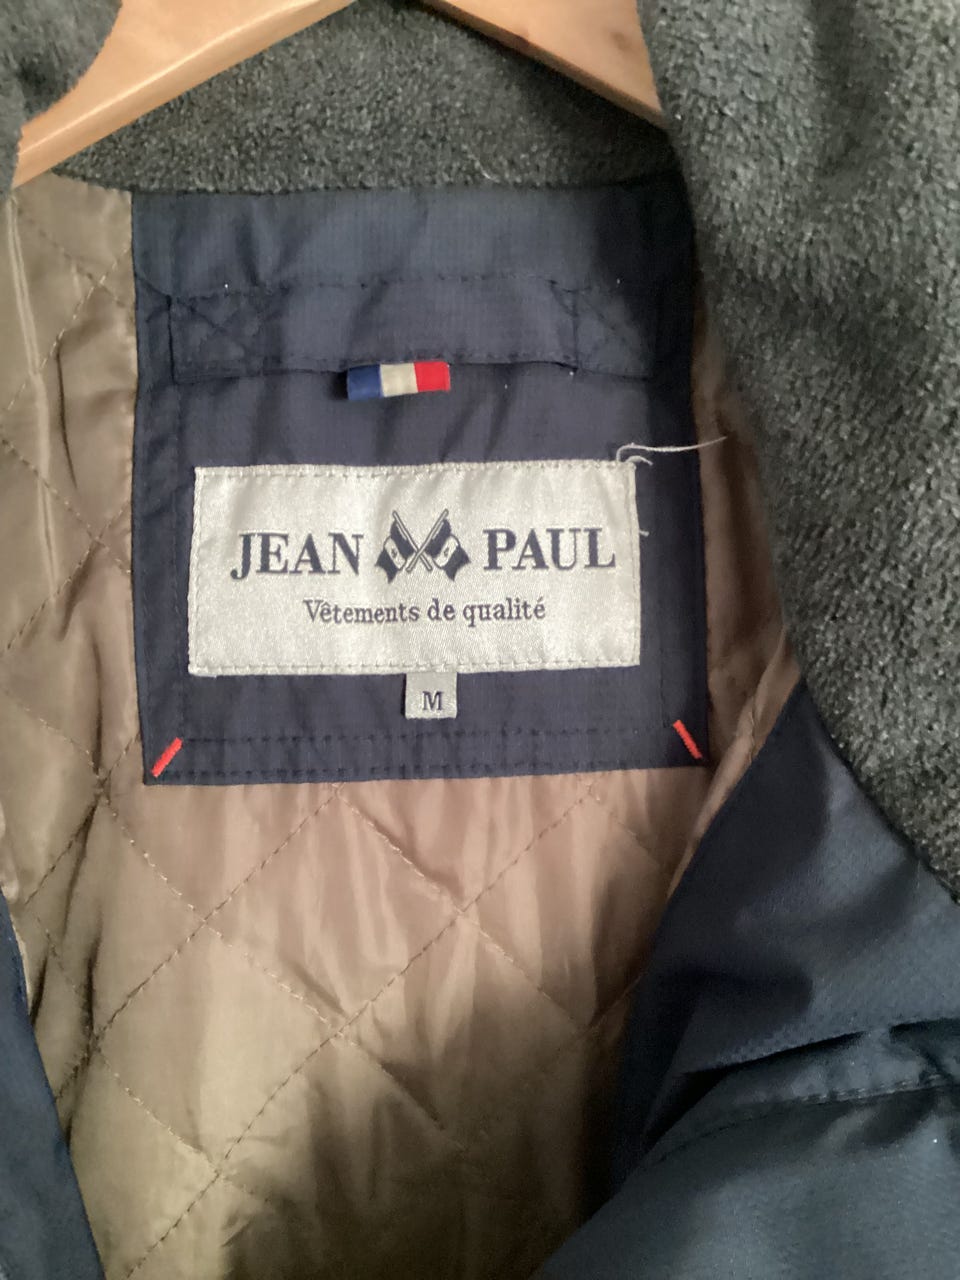 JEAN PAUL
Vêtements de qualité
M